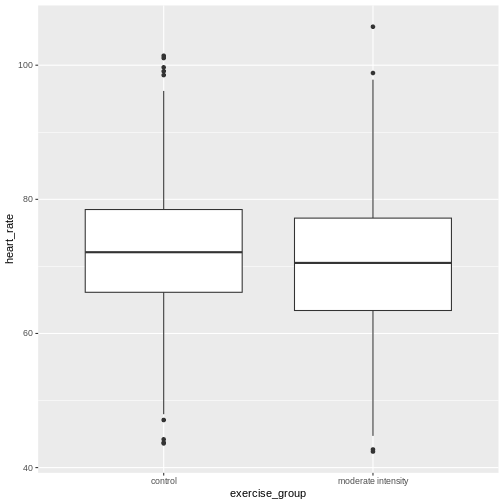 100
80
60
40
heart_rate
control
moderate intensity
exercise_group